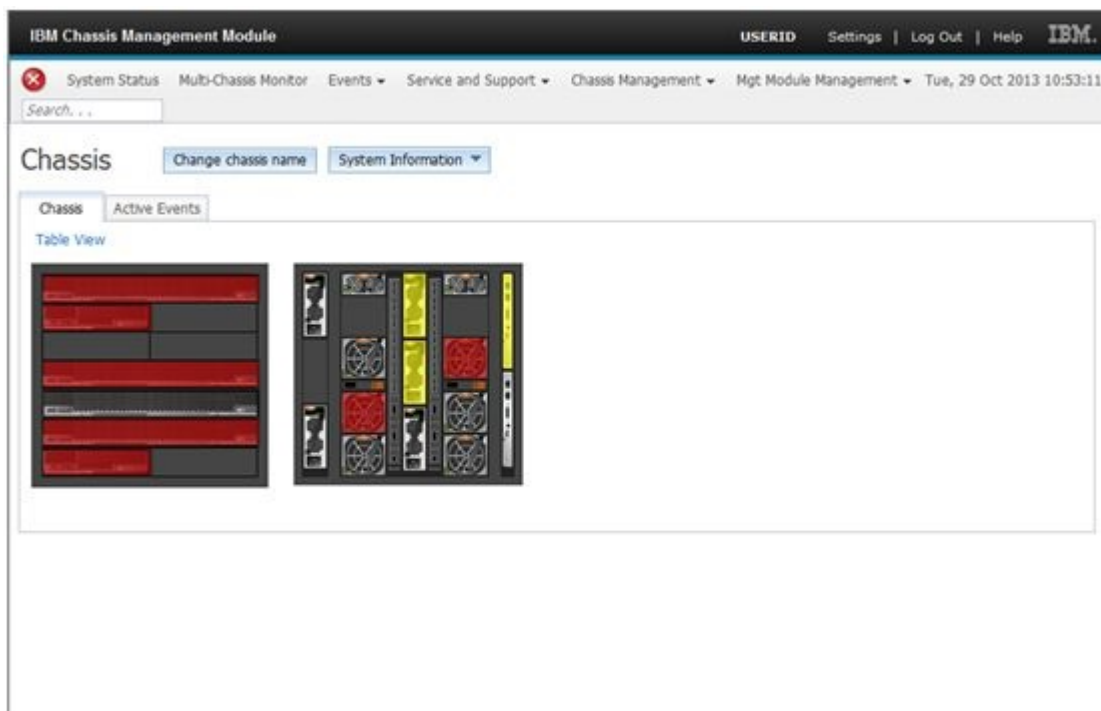 IBM Chassis Management Module USERID Settings | Log Out | Help IBM.
System Status Multi-Chassis Monitor Events Service and Support Chassis Management Mgt Module Management Tue, 29 Oct 2013 10:53:11
Search. . .
Chassis Change chassis name System Information
Chassis Active Events
Table View